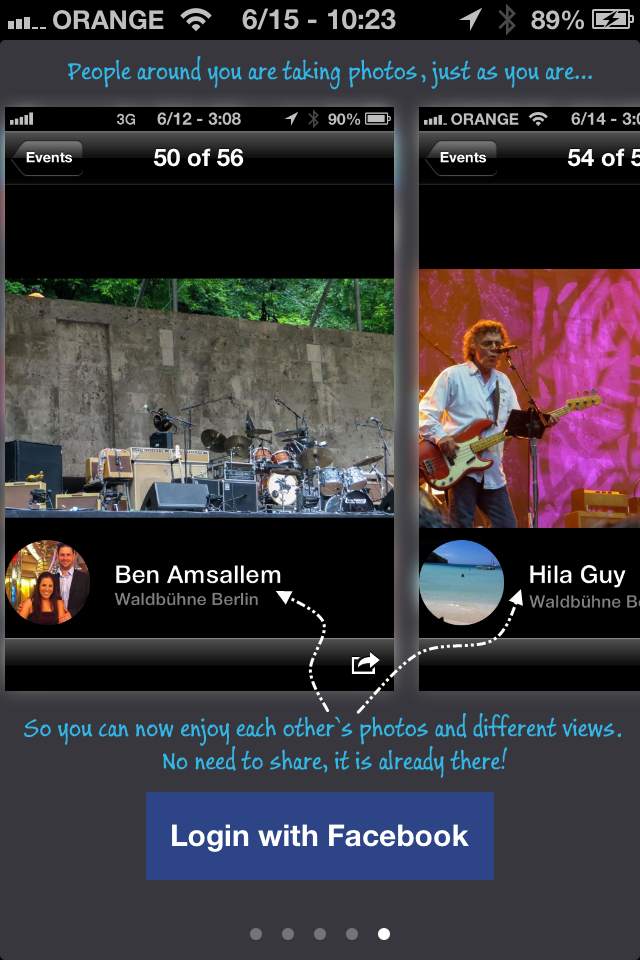 ORANGE 6/15 - 10:23 89%
People around you are taking photos, just as you are...
3G 6/12 - 3:08 90%
Events 50 of 56
Ben Amsallem
Waldbühne Berlin
ORANGE 6/14 - 3:0
Events 54 of 5
Hila Guy
Waldbühne Be
So you can now enjoy each other`s photos and different views.
No need to share, it is already there!
Login with Facebook